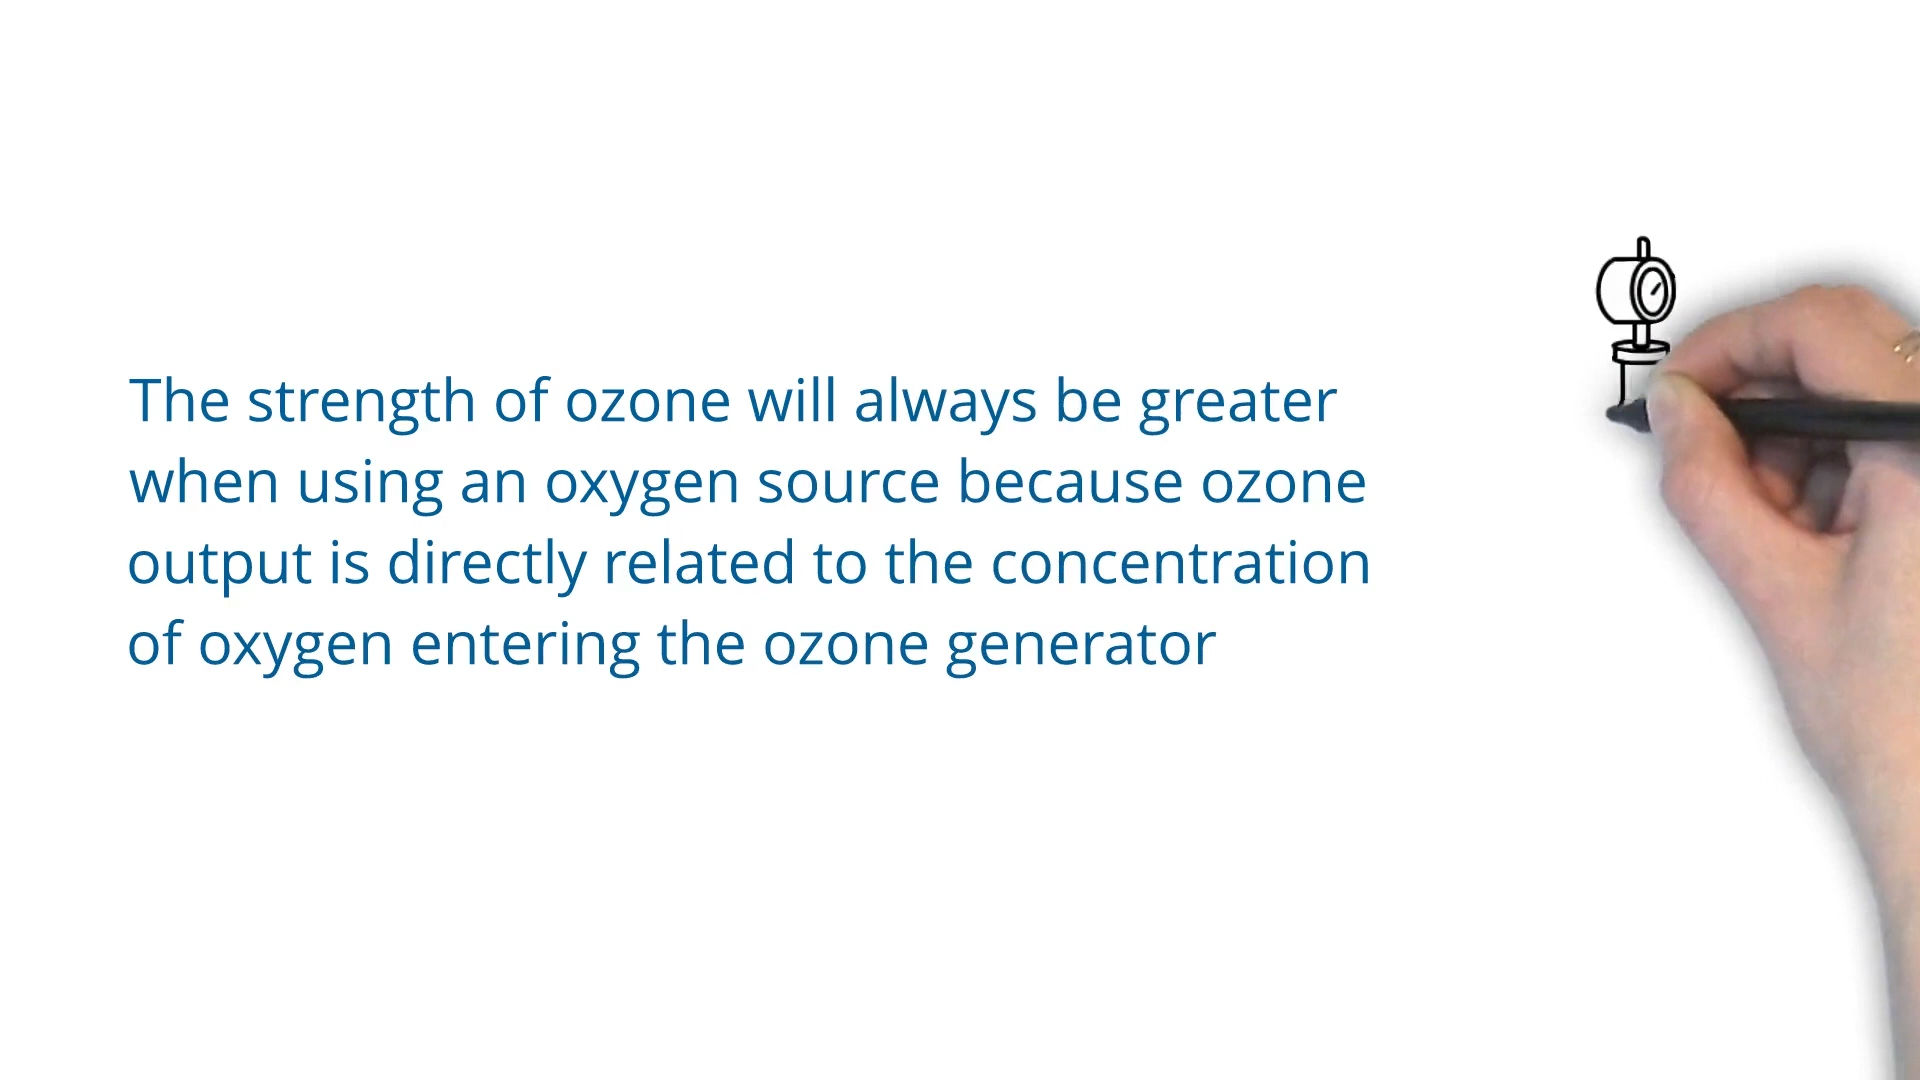 The strength of ozone will always be greater
when using an oxygen source because ozone
output is directly related to the concentration
of oxygen entering the ozone generator